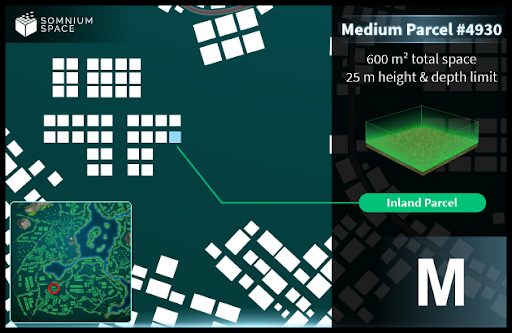 SOMNIUM
SPACE
Medium Parcel #4930
600 m² total space
25 m height & depth limit
Inland Parcel
M